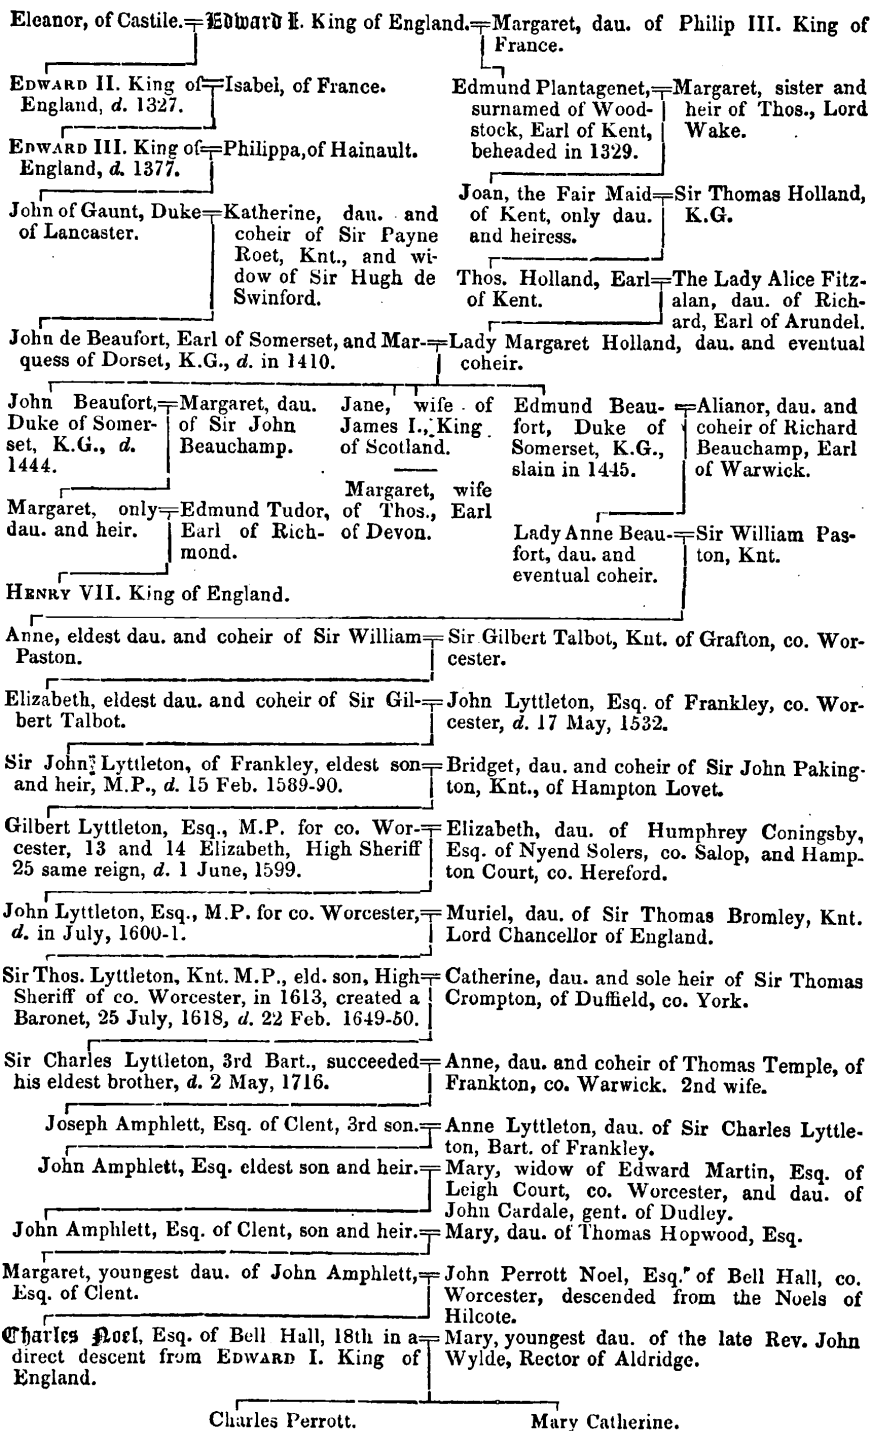 Eleanor, of Castile.=Edward I. King of England.=Margaret, dau. of Philip III. King of
France.
EDWARD II. King of=Isabel, of France.
England, d. 1327.
Edmund Plantagenet,=Margaret, sister and
surnamed of Wood-
stock, Earl of Kent,
beheaded in 1329.
heir of Thos., Lord
Wake.
EDWARD III. King of=Philippa, of Hainault.
England, d. 1377.
Joan, the Fair Maid=Sir Thomas Holland,
of Kent, only dau.
and heiress.
K.G.
John of Gaunt, Duke=Katherine, dau. and
of Lancaster.
coheir of Sir Payne
Roet, Knt., and wi-
dow of Sir Hugh de
Swinford.
Thos. Holland, Earl=The Lady Alice Fitz-
of Kent.
alan, dau. of Rich-
ard, Earl of Arundel.
John de Beaufort, Earl of Somerset, and Mar-=Lady Margaret Holland, dau. and eventual
quess of Dorset, K.G., d. in 1410.
coheir.
John Beaufort,=Margaret, dau.
Duke of Somer-
set, K.G., d.
1444.
of Sir John
Beauchamp.
Jane, wife of
James I., King
of Scotland.
Margaret, wife
of Thos., Earl
of Devon.
Edmund Beau-=Alianor, dau. and
fort, Duke of
Somerset, K.G.,
slain in 1445.
coheir of Richard
Beauchamp, Earl
of Warwick.
Margaret, only=Edmund Tudor,
dau. and heir.
Earl of Rich-
mond.
Lady Anne Beau-=Sir William Pas-
fort, dau. and
eventual coheir.
ton, Knt.
HENRY VII. King of England.
Anne, eldest dau. and coheir of Sir William=Sir Gilbert Talbot, Knt. of Grafton, co. Wor-
Paston.
cester.
Elizabeth, eldest dau. and coheir of Sir Gil-=John Lyttleton, Esq. of Frankley, co. Wor-
bert Talbot.
cester, d. 17 May, 1532.
Sir John Lyttleton, of Frankley, eldest son=Bridget, dau. and coheir of Sir John Paking-
and heir, M.P., d. 15 Feb. 1589-90.
ton, Knt., of Hampton Lovet.
Gilbert Lyttleton, Esq., M.P. for co. Wor-=Elizabeth, dau. of Humphrey Coningsby,
cester, 13 and 14 Elizabeth, High Sheriff
25 same reign, d. 1 June, 1599.
Esq. of Nyend Solers, co. Salop, and Hamp-
ton Court, co. Hereford.
John Lyttleton, Esq., M.P. for co. Worcester,=Muriel, dau. of Sir Thomas Bromley, Knt.
d. in July, 1600-1.
Lord Chancellor of England.
Sir Thos. Lyttleton, Knt. M.P., eld. son, High=Catherine, dau. and sole heir of Sir Thomas
Sheriff of co. Worcester, in 1613, created a
Baronet, 25 July, 1618, d. 22 Feb. 1649-50.
Crompton, of Duffield, co. York.
Sir Charles Lyttleton, 3rd Bart., succeeded=Anne, dau. and coheir of Thomas Temple, of
his eldest brother, d. 2 May, 1716.
Frankton, co. Warwick. 2nd wife.
Joseph Amphlett, Esq. of Clent, 3rd son.=Anne Lyttleton, dau. of Sir Charles Lyttle-
ton, Bart. of Frankley.
John Amphlett, Esq. eldest son and heir.=Mary, widow of Edward Martin, Esq. of
Leigh Court, co. Worcester, and dau. of
John Cardale, gent. of Dudley.
John Amphlett, Esq. of Clent, son and heir.=Mary, dau. of Thomas Hopwood, Esq.
Margaret, youngest dau. of John Amphlett,=John Perrott Noel, Esq. of Bell Hall, co.
Esq. of Clent.
Worcester, descended from the Noels of
Hilcote.
Charles Noel, Esq. of Bell Hall, 18th in a=Mary, youngest dau. of the late Rev. John
direct descent from EDWARD I. King of
England.
Wylde, Rector of Aldridge.
Charles Perrott.
Mary Catherine.